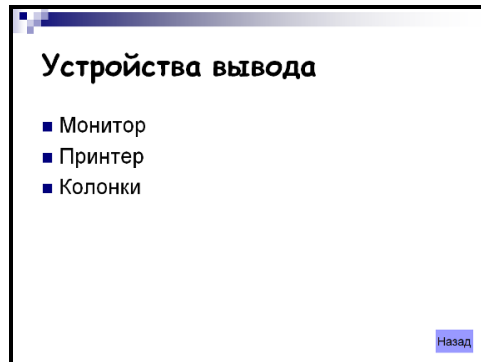 Устройства вывода
Монитор
Принтер
Колонки
Назад